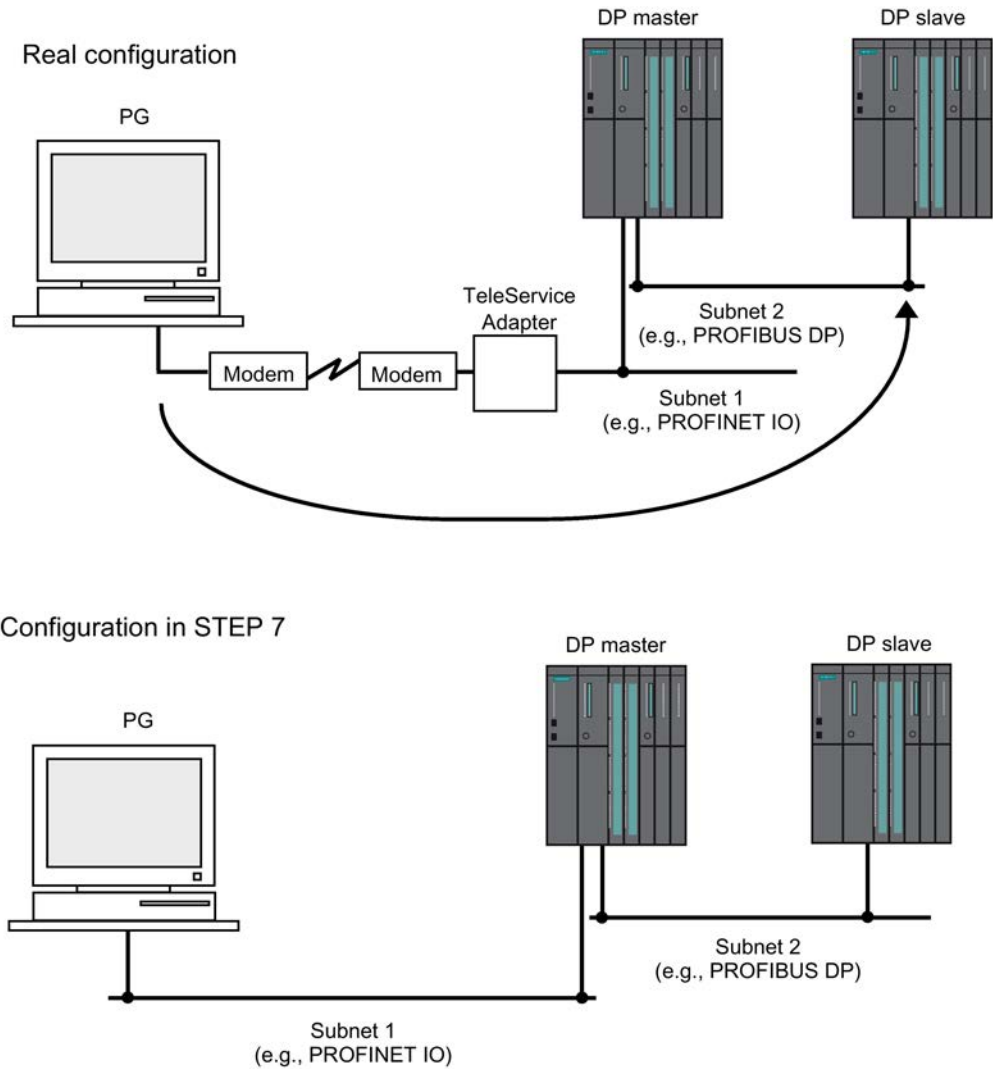 Real configuration
PG
DP master
DP slave
TeleService
Adapter
Modem
Modem
Subnet 2
(e.g., PROFIBUS DP)
Subnet 1
(e.g., PROFINET IO)
Configuration in STEP 7
PG
DP master
DP slave
Subnet 2
(e.g., PROFIBUS DP)
Subnet 1
(e.g., PROFINET IO)